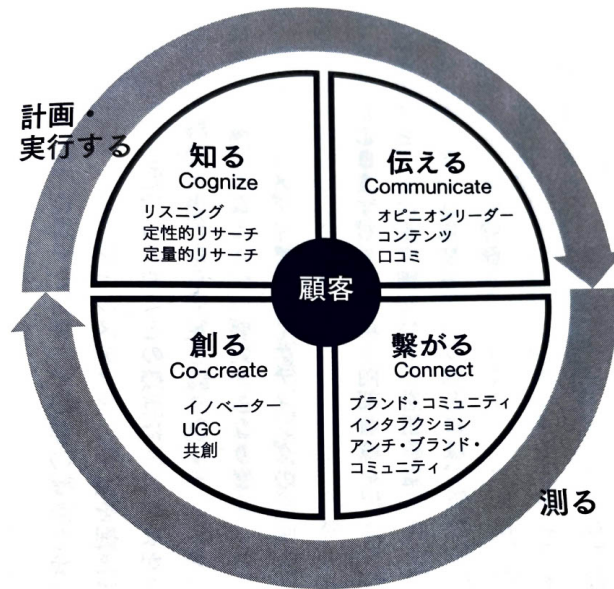 計画・
実行する
知る
Cognize
リスニング
定性的リサーチ
定量的リサーチ
伝える
Communicate
オピニオンリーダー
コンテンツ
口コミ
顧客
創る
Co-create
イノベーター
UGC
共創
繋がる
Connect
ブランド・コミュニティ
インタラクション
アンチ・ブランド・
コミュニティ
測る